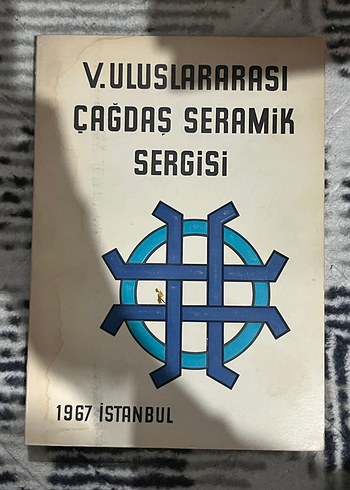 V.ULUSLARARASI
ÇAĞDAŞ SERAMİK
SERGİSİ
1967 İSTANBUL